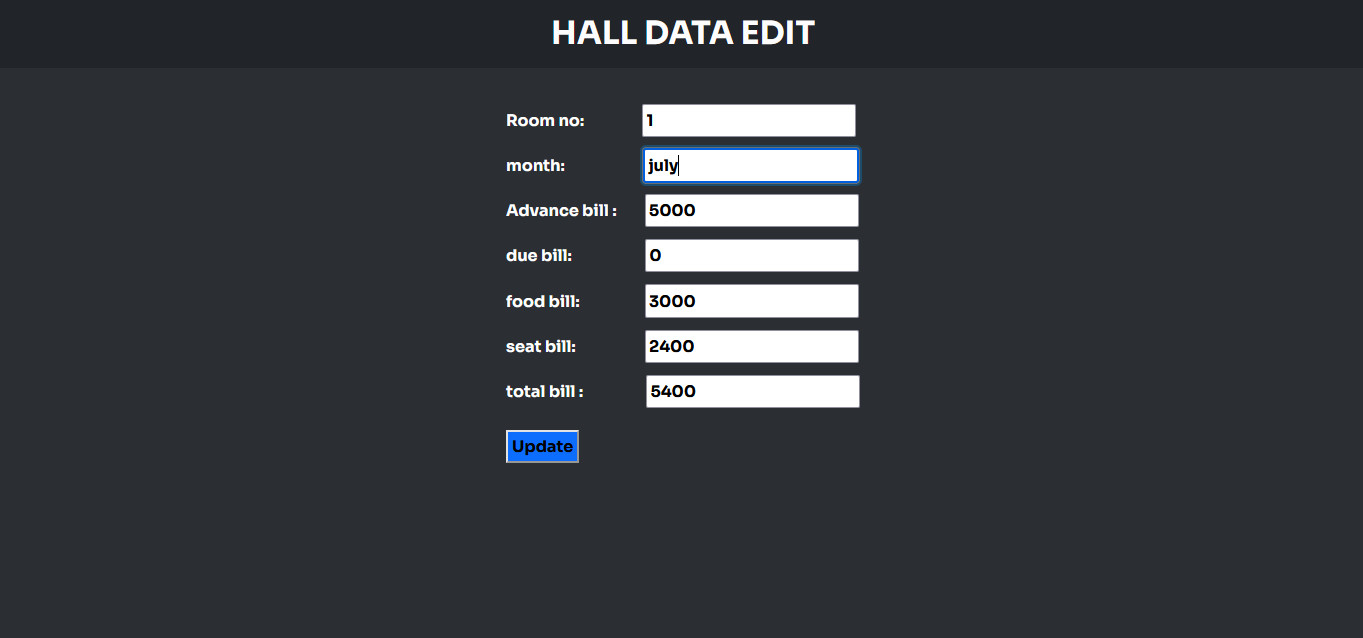 HALL DATA EDIT
Room no: 1
month: july
Advance bill : 5000
due bill: 0
food bill: 3000
seat bill: 2400
total bill : 5400
Update